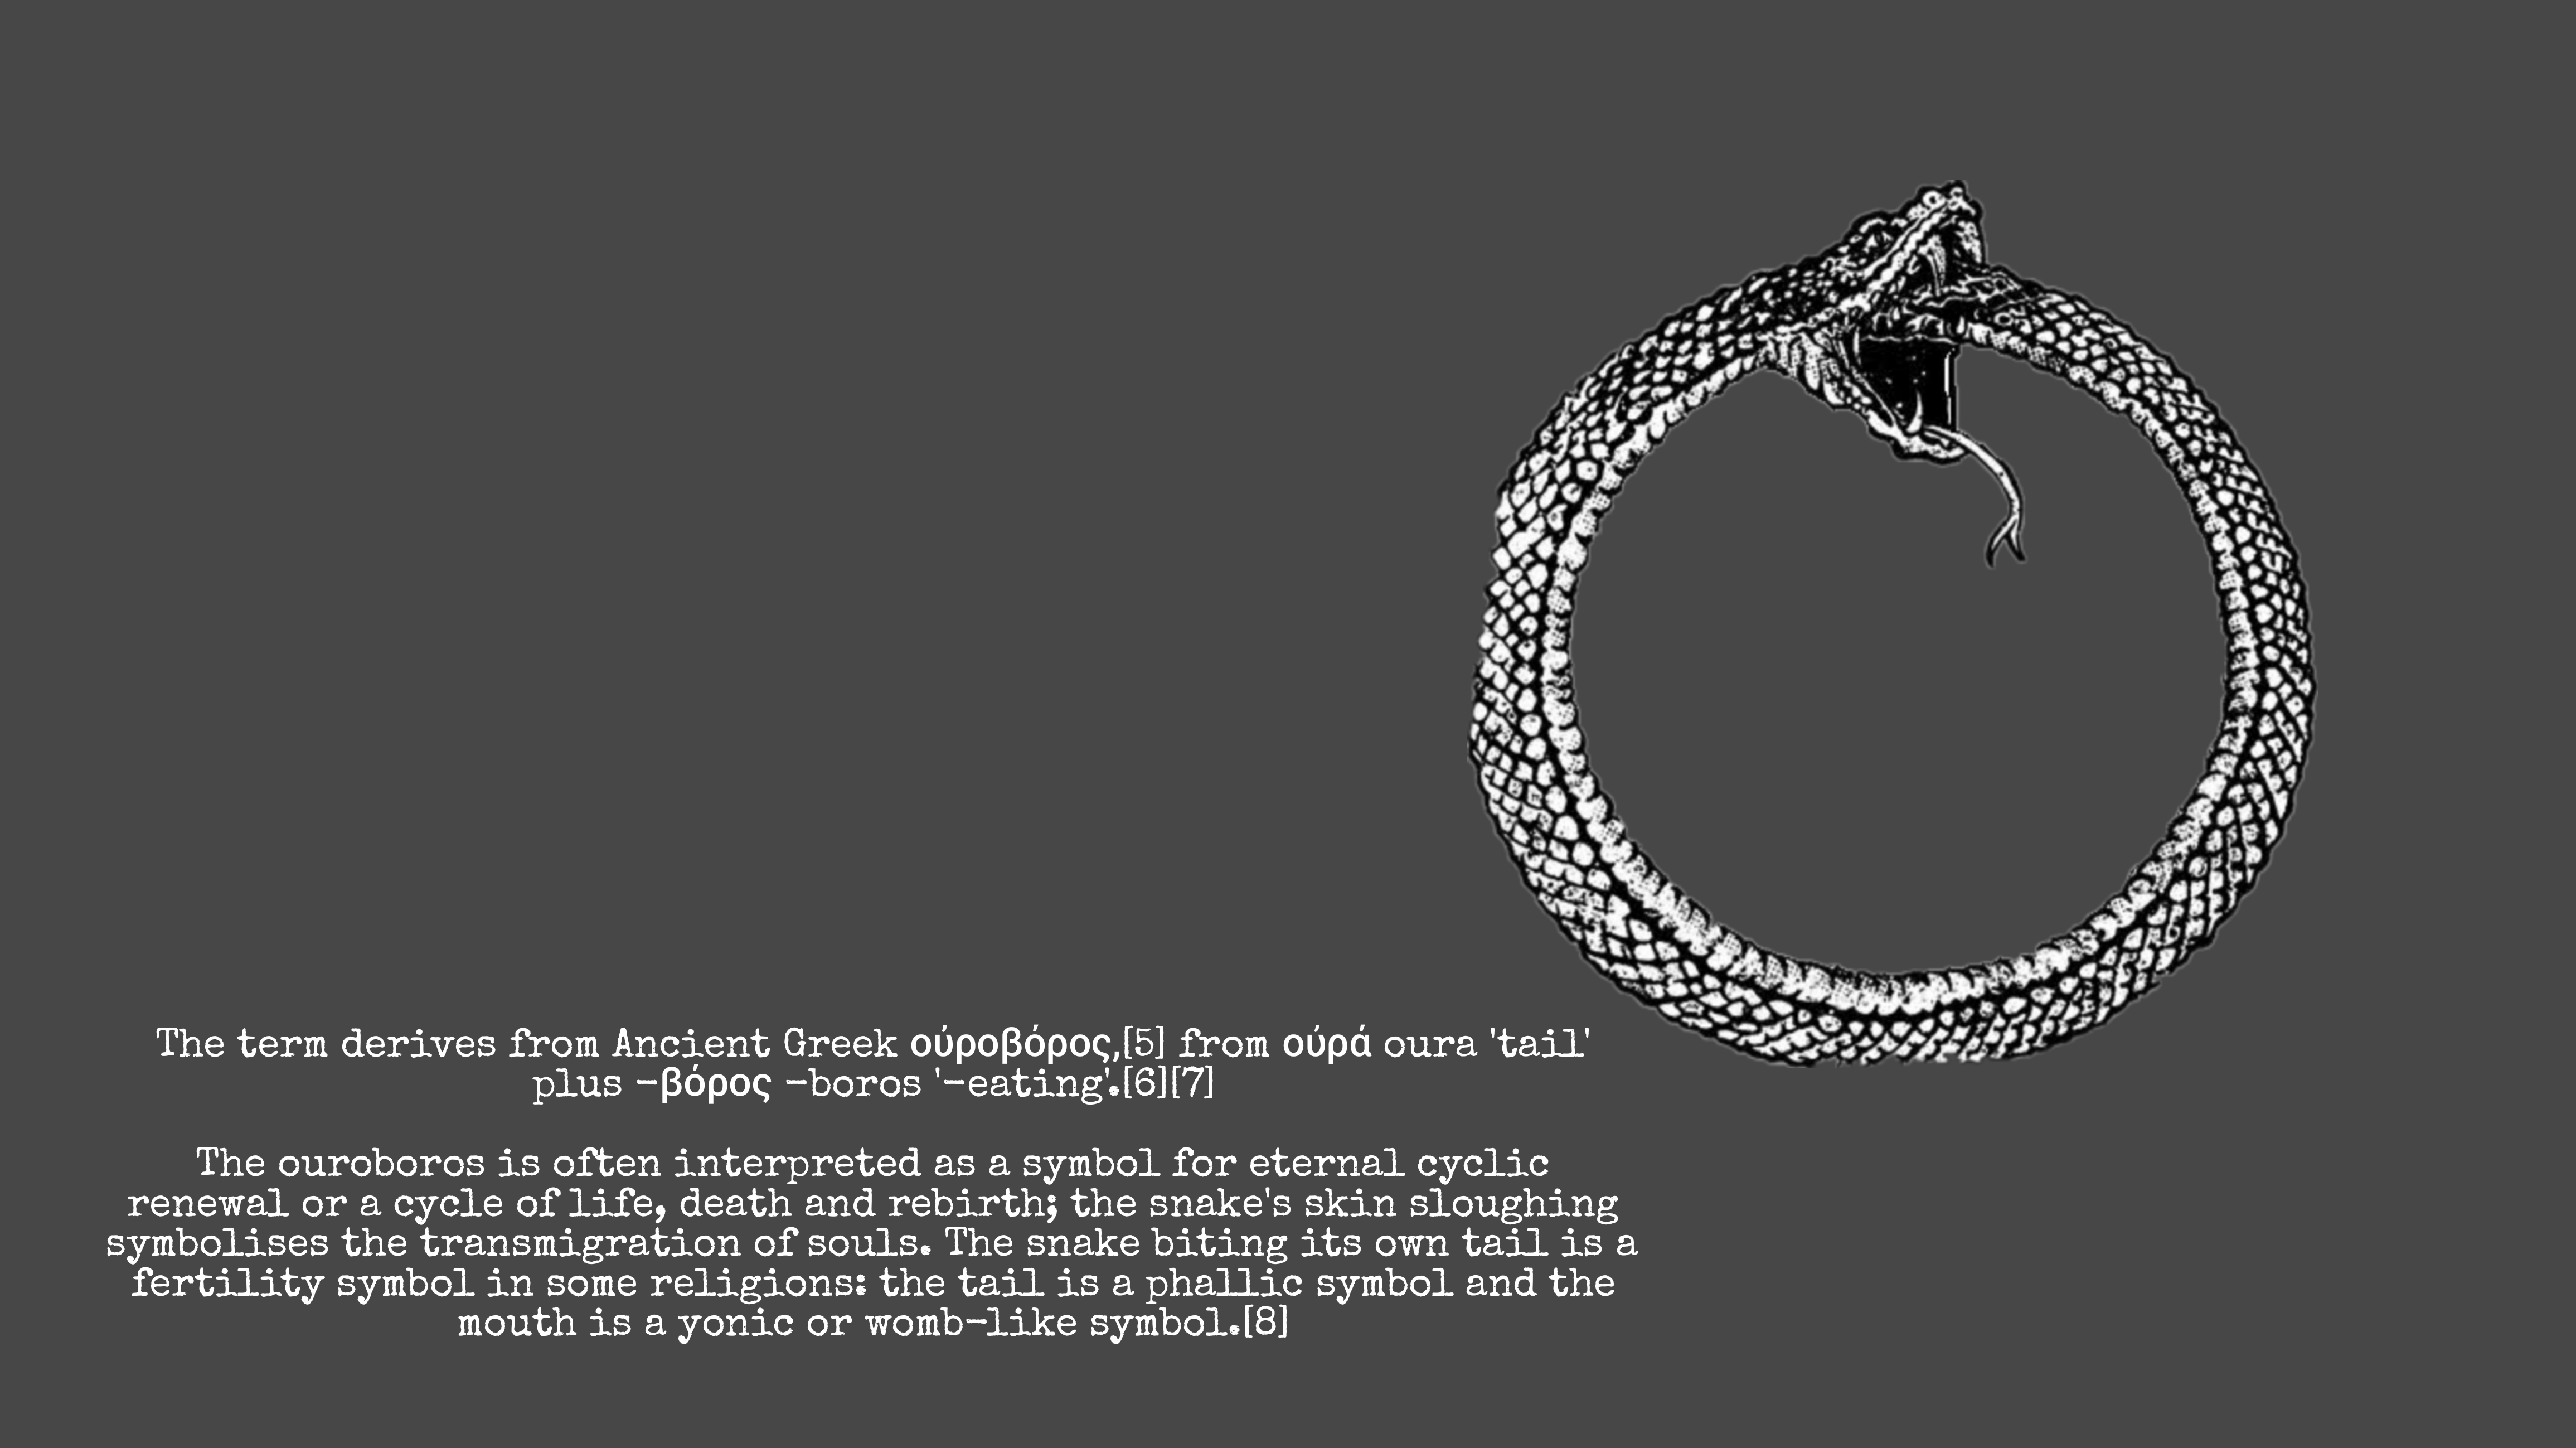 The term derives from Ancient Greek οὐροβόρος,[5] from οὐρά oura 'tail'
plus -βόρος -boros '-eating'.[6][7]
The ouroboros is often interpreted as a symbol for eternal cyclic
renewal or a cycle of life, death and rebirth; the snake's skin sloughing
symbolises the transmigration of souls. The snake biting its own tail is a
fertility symbol in some religions: the tail is a phallic symbol and the
mouth is a yonic or womb-like symbol.[8]